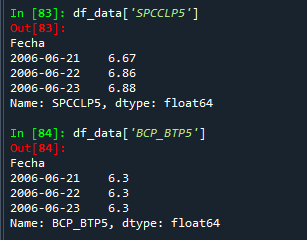 In [83]: df_data['SPCCLP5']
Out[83]:
Fecha
2006-06-21    6.67
2006-06-22    6.86
2006-06-23    6.88
Name: SPCCLP5, dtype: float64
In [84]: df_data['BCP_BTP5']
Out[84]:
Fecha
2006-06-21    6.3
2006-06-22    6.3
2006-06-23    6.3
Name: BCP_BTP5, dtype: float64